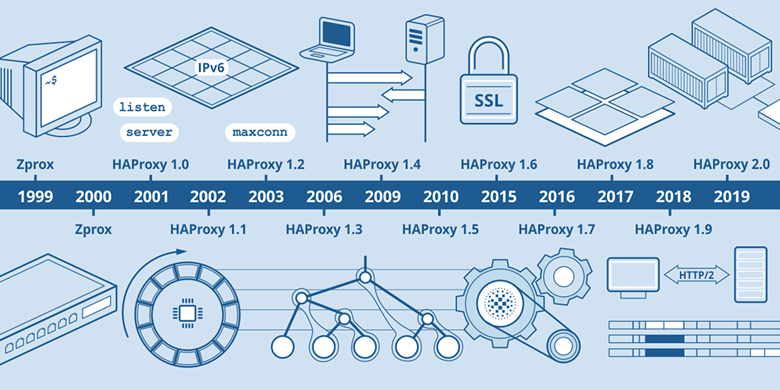 ~$
IPv6
listen
server
maxconn
SSL
Zprox
HAProxy 1.0
HAProxy 1.2
HAProxy 1.4
HAProxy 1.6
HAProxy 1.8
HAProxy 2.0
1999 2000 2001 2002 2003 2006 2009 2010 2015 2016 2017 2018 2019
Zprox
HAProxy 1.1
HAProxy 1.3
HAProxy 1.5
HAProxy 1.7
HAProxy 1.9
HTTP/2